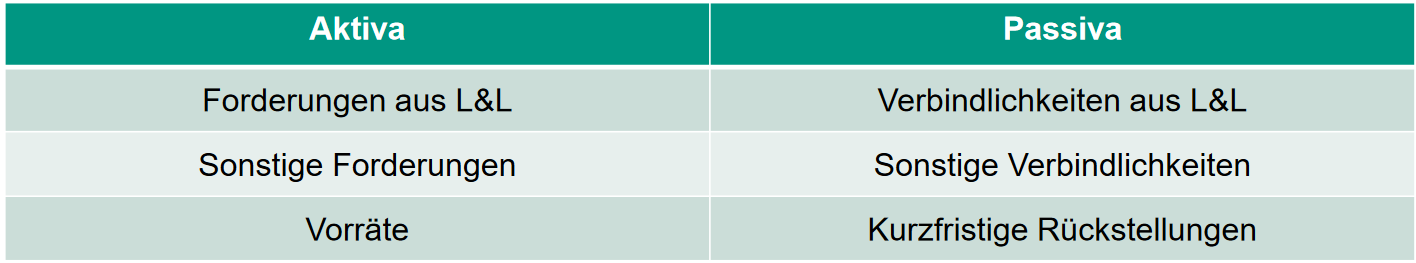 Aktiva Passiva
Forderungen aus L&L Verbindlichkeiten aus L&L
Sonstige Forderungen Sonstige Verbindlichkeiten
Vorräte Kurzfristige Rückstellungen